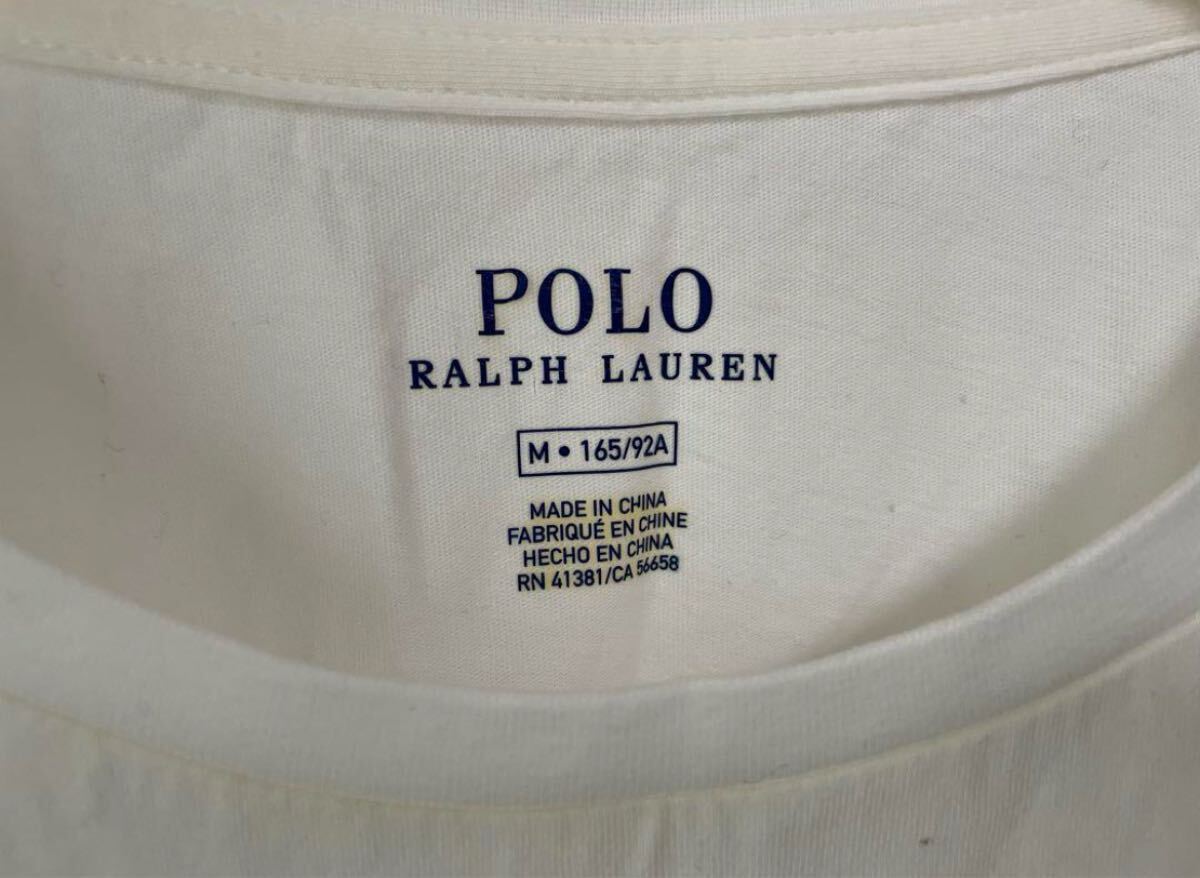 POLO
RALPH LAUREN
M • 165/92A
MADE IN CHINA
FABRIQUÉ EN CHINE
HECHO EN CHINA
RN 41381/CA 56658